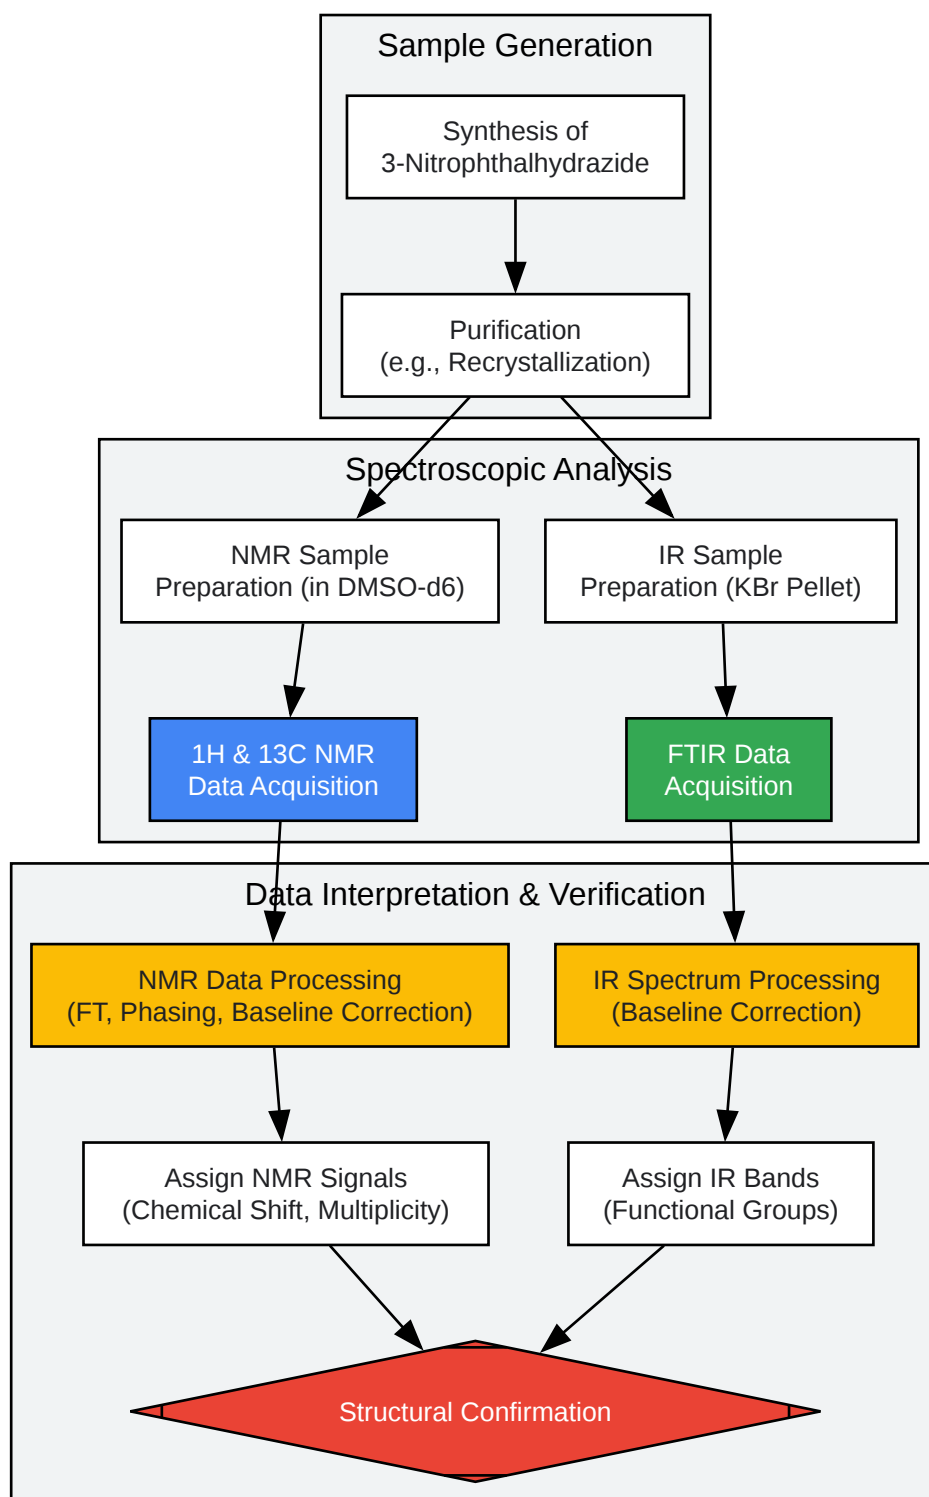 Sample Generation
Synthesis of
3-Nitrophthalhydrazide
Purification
(e.g., Recrystallization)
Spectroscopic Analysis
NMR Sample
Preparation (in DMSO-d6)
IR Sample
Preparation (KBr Pellet)
1H & 13C NMR
Data Acquisition
FTIR Data
Acquisition
Data Interpretation & Verification
NMR Data Processing
(FT, Phasing, Baseline Correction)
IR Spectrum Processing
(Baseline Correction)
Assign NMR Signals
(Chemical Shift, Multiplicity)
Assign IR Bands
(Functional Groups)
Structural Confirmation